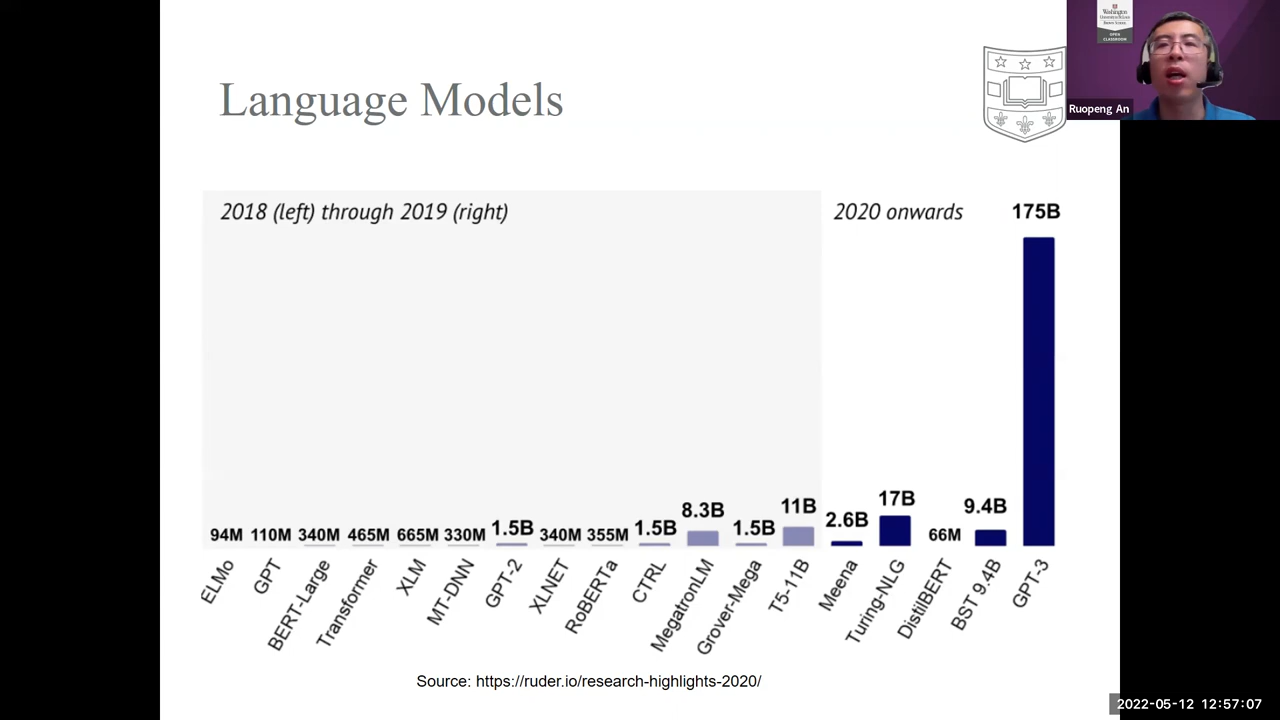 Language Models
Washington
OPEN
CLASSROOM
Ruopeng An
2018 (left) through 2019 (right)
2020 onwards
175B
94M 110M 340M 465M 665M 330M 1.5B 340M 355M 1.5B 8.3B 1.5B 11B 2.6B 17B 66M 9.4B
ELMo
GPT
BERT-Large
Transformer
XLM
MT-DNN
GPT-2
XLNET
RoBERTa
CTRL
MegatronLM
Grover-Mega
T5-11B
Meena
Turing-NLG
DistilBERT
BST 9.4B
GPT-3
Source: https://ruder.io/research-highlights-2020/
2022-05-12 12:57:07